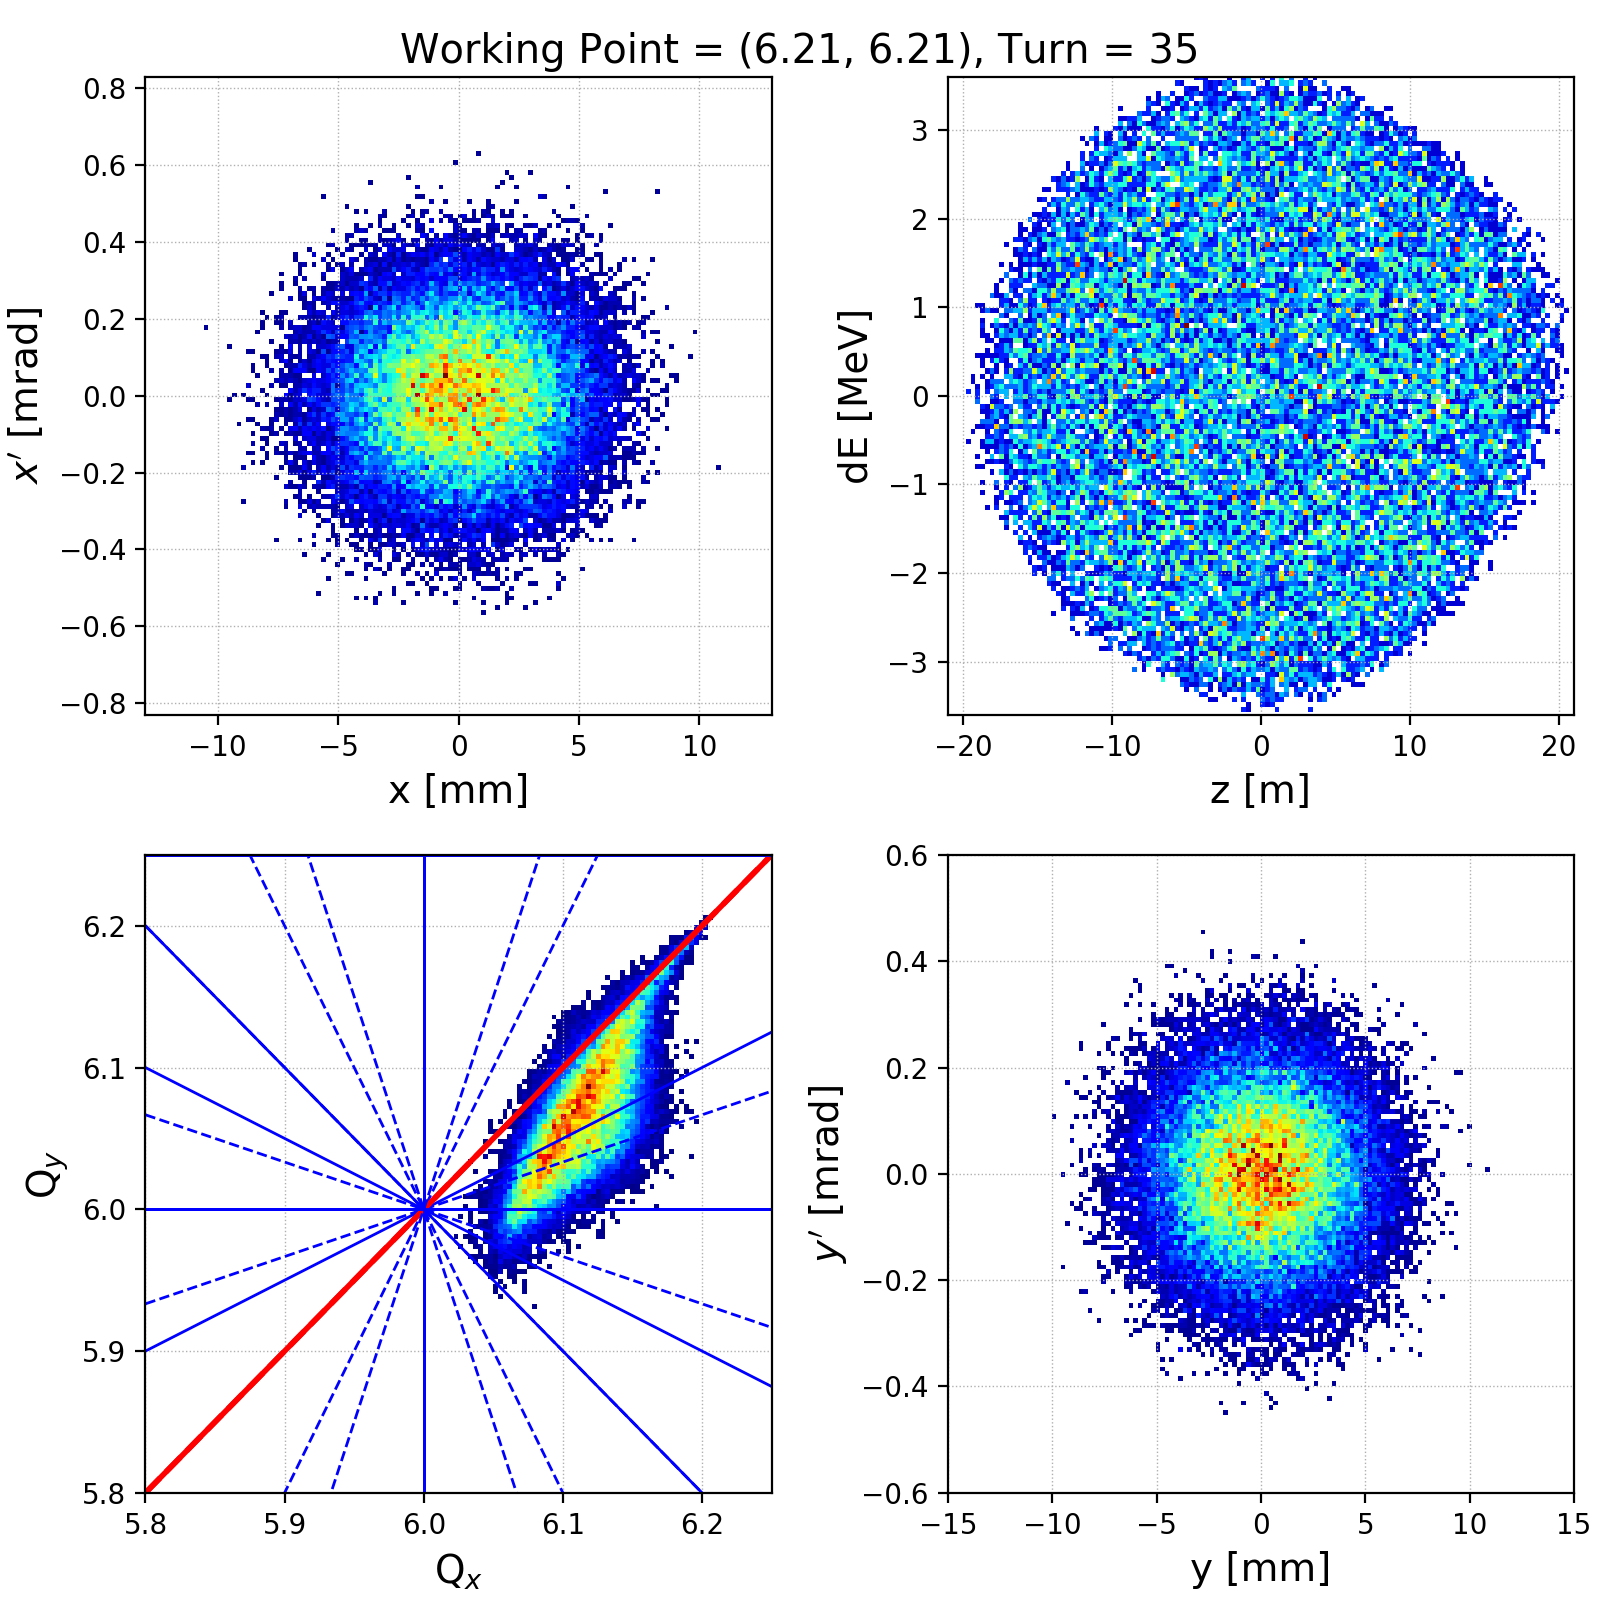 Working Point = (6.21, 6.21), Turn = 35
0.8
0.6
0.4
0.2
0.0
−0.2
−0.4
−0.6
−0.8
x′ [mrad]
−10 −5 0 5 10
x [mm]
3
2
1
0
−1
−2
−3
dE [MeV]
−20 −10 0 10 20
z [m]
6.2
6.1
6.0
5.9
5.8
Qy
5.8 5.9 6.0 6.1 6.2
Qx
0.6
0.4
0.2
0.0
−0.2
−0.4
−0.6
y′ [mrad]
−15 −10 −5 0 5 10 15
y [mm]